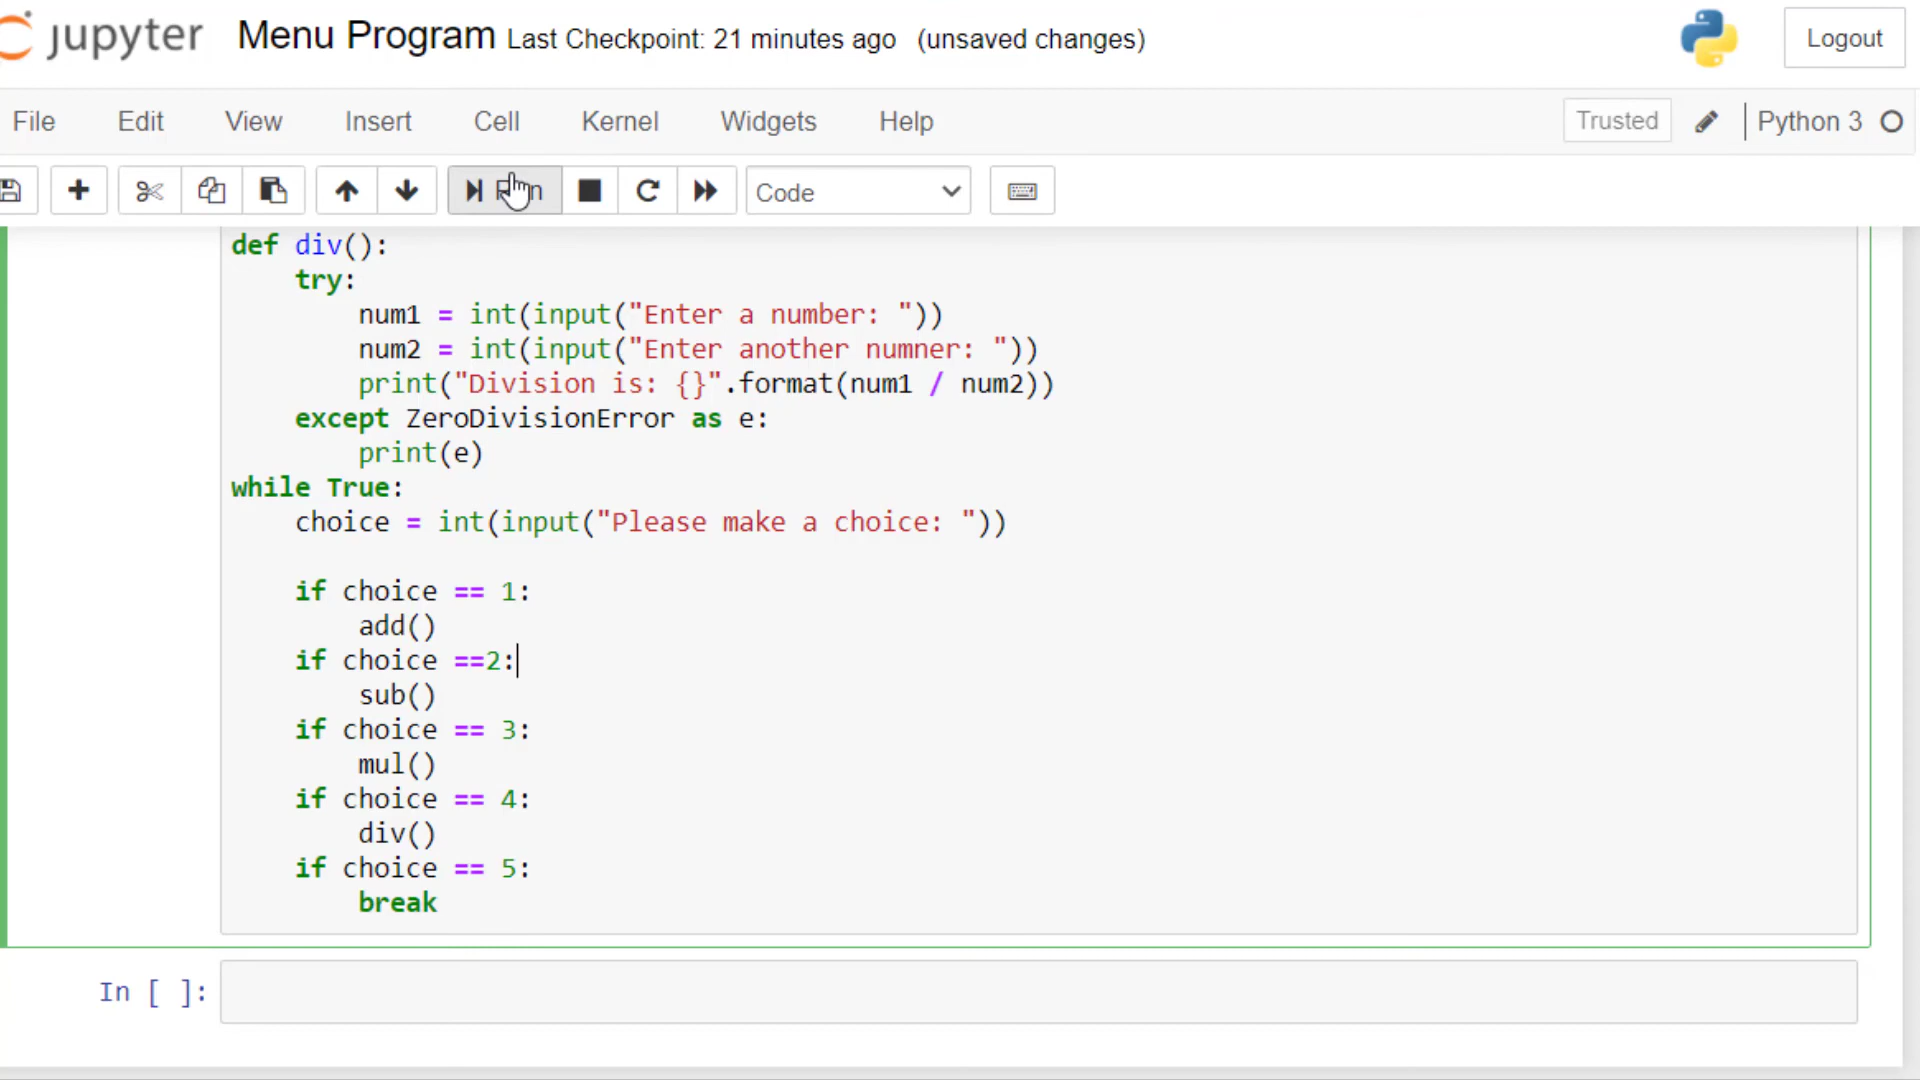 jupyter Menu Program Last Checkpoint: 21 minutes ago (unsaved changes) Logout
File Edit View Insert Cell Kernel Widgets Help Trusted Python 3
Code
def div():
    try:
        num1 = int(input("Enter a number: "))
        num2 = int(input("Enter another numner: "))
        print("Division is: {}".format(num1 / num2))
    except ZeroDivisionError as e:
        print(e)
while True:
    choice = int(input("Please make a choice: "))
    if choice == 1:
        add()
    if choice ==2:
        sub()
    if choice == 3:
        mul()
    if choice == 4:
        div()
    if choice == 5:
        break
In [ ]: